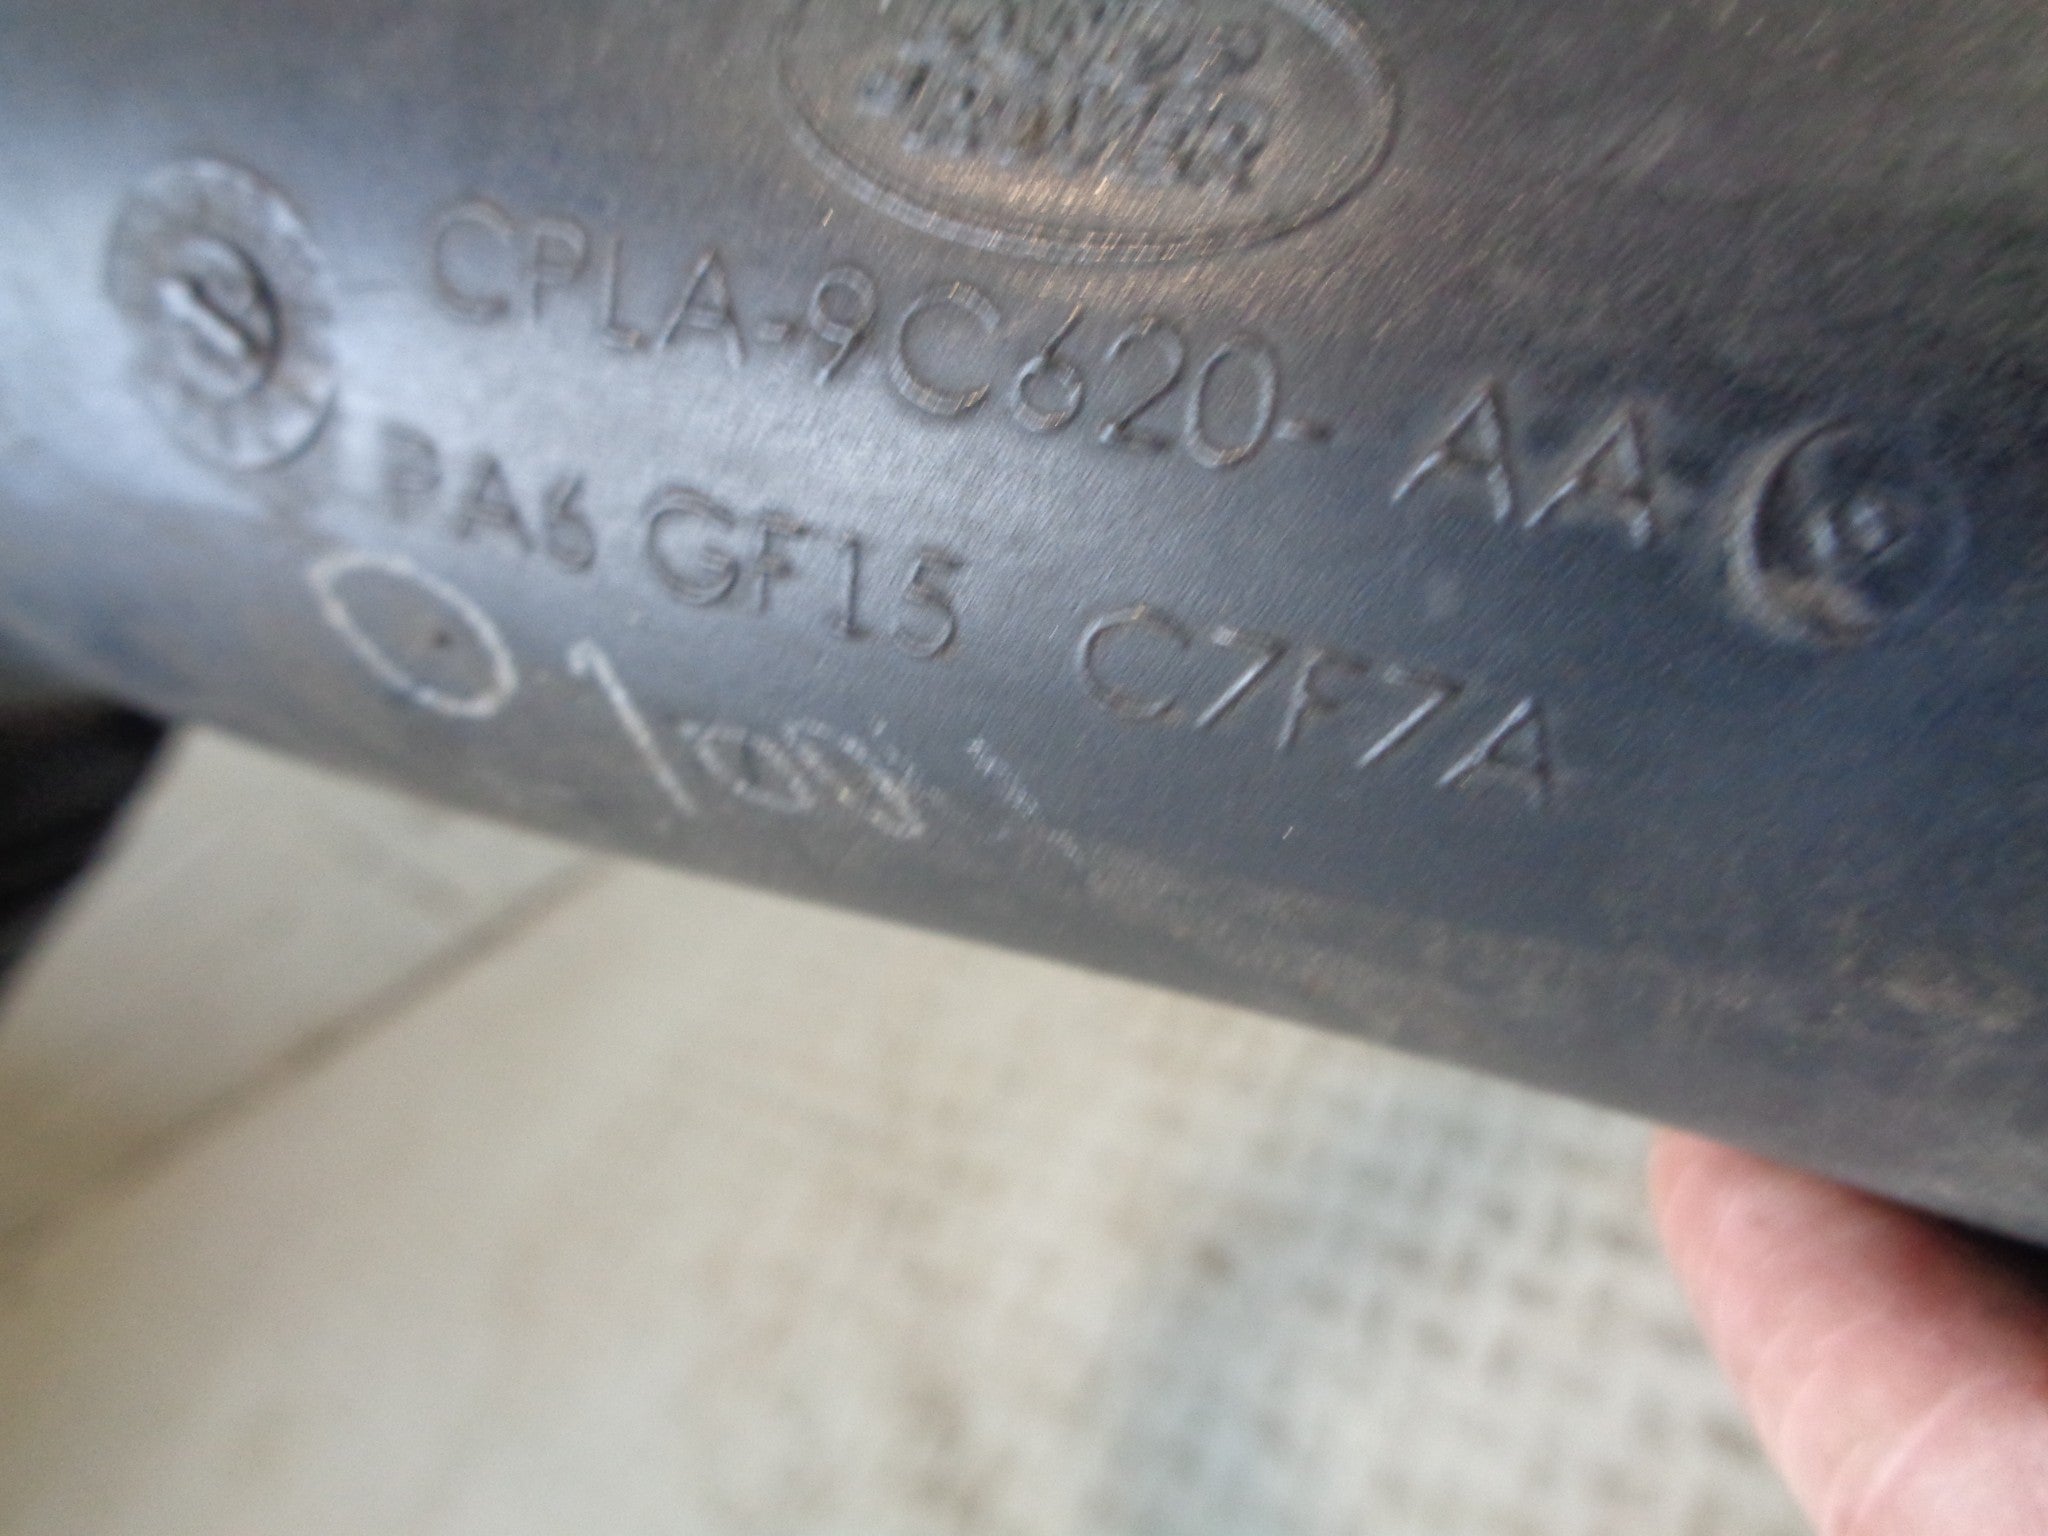 LAND
ROVER
CPLA-9C620-AA
PA6 GF15 C7F7A